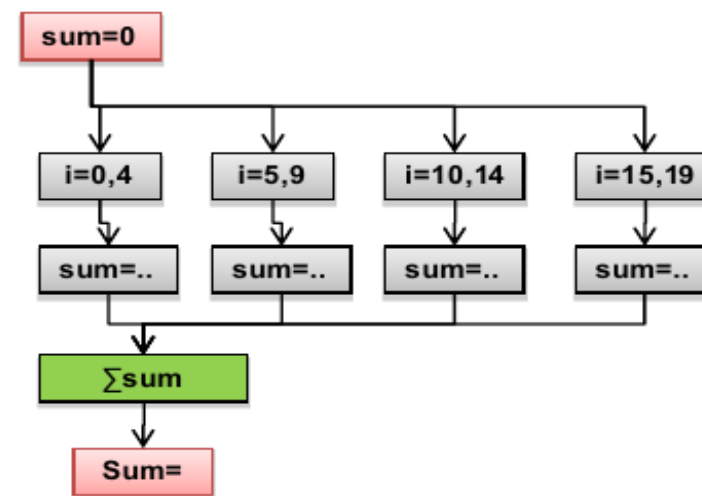 sum=0
i=0,4
i=5,9
i=10,14
i=15,19
sum=..
sum=..
sum=..
sum=..
∑sum
Sum=